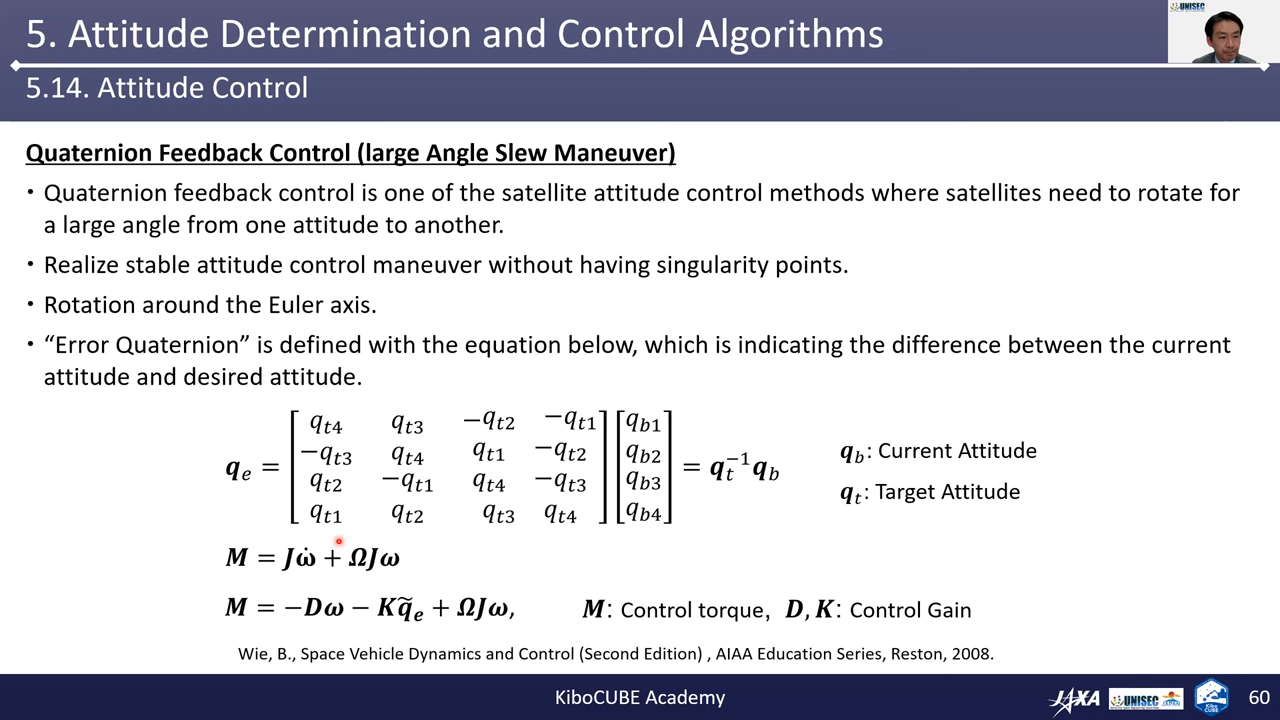 UNISEC
5. Attitude Determination and Control Algorithms
5.14. Attitude Control
Quaternion Feedback Control (large Angle Slew Maneuver)
・ Quaternion feedback control is one of the satellite attitude control methods where satellites need to rotate for
a large angle from one attitude to another.
・ Realize stable attitude control maneuver without having singularity points.
・ Rotation around the Euler axis.
・ “Error Quaternion” is defined with the equation below, which is indicating the difference between the current
attitude and desired attitude.
q_e = [q_t4 q_t3 −q_t2 −q_t1; −q_t3 q_t4 q_t1 −q_t2; q_t2 −q_t1 q_t4 −q_t3; q_t1 q_t2 q_t3 q_t4] [q_b1; q_b2; q_b3; q_b4] = q_t^−1 q_b
q_b: Current Attitude
q_t: Target Attitude
M = Jω̇ + ΩJω
M = −Dω − Kq̃_e + ΩJω, M: Control torque, D, K: Control Gain
Wie, B., Space Vehicle Dynamics and Control (Second Edition) , AIAA Education Series, Reston, 2008.
KiboCUBE Academy
JAXA UNISEC JAPAN Kibo CUBE 60